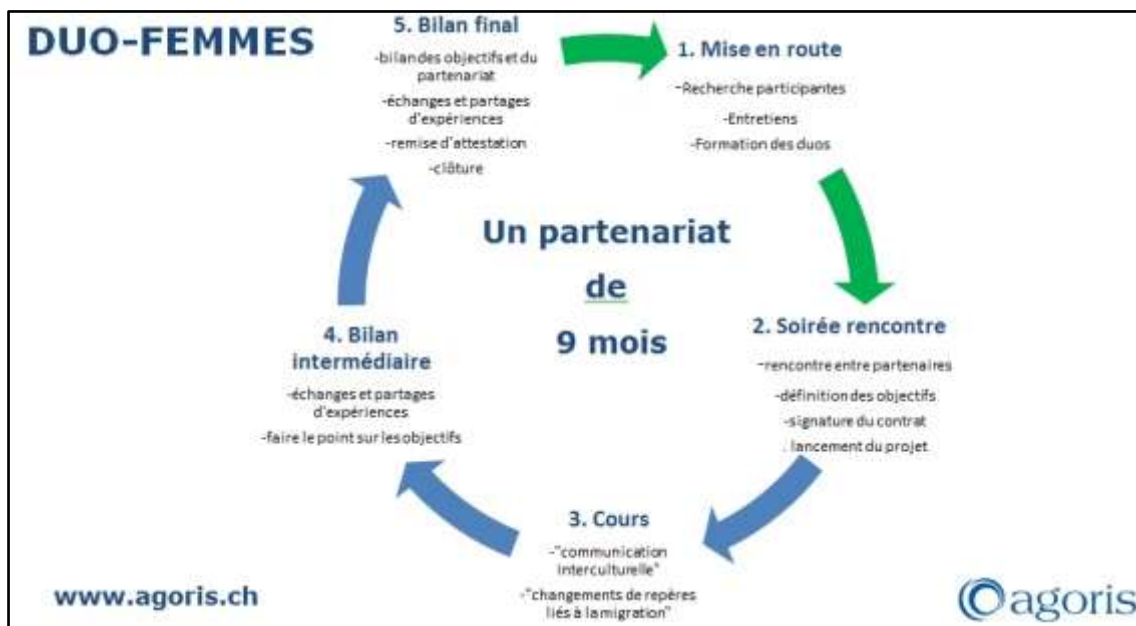 DUO-FEMMES
5. Bilan final
-bilan des objectifs et du
partenariat
-échanges et partages
d'expériences
-remise d'attestation
-clôture
1. Mise en route
-Recherche participantes
-Entretiens
-Formation des duos
Un partenariat
de
9 mois
2. Soirée rencontre
-rencontre entre partenaires
-définition des objectifs
-signature du contrat
. lancement du projet
3. Cours
-"communication
interculturelle"
-"changements de repères
liés à la migration"
4. Bilan
intermédiaire
-échanges et partages
d'expériences
-faire le point sur les objectifs
www.agoris.ch
agoris